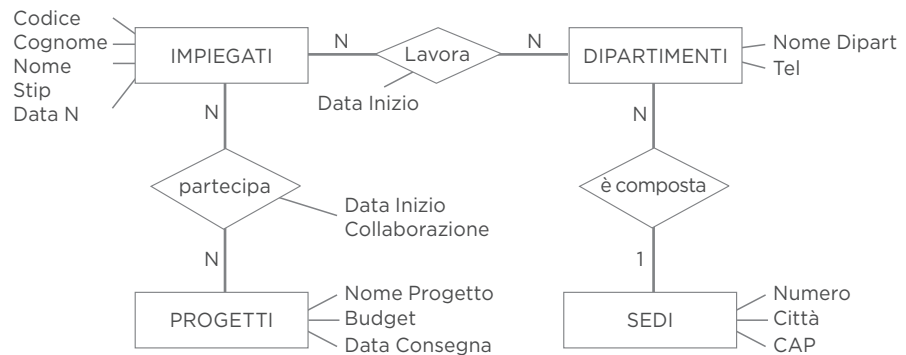 Codice
Cognome
Nome
Stip
Data N
IMPIEGATI
N
Lavora
N
DIPARTIMENTI
Nome Dipart
Tel
Data Inizio
N
N
partecipa
è composta
Data Inizio
Collaborazione
N
1
PROGETTI
Nome Progetto
Budget
Data Consegna
SEDI
Numero
Città
CAP